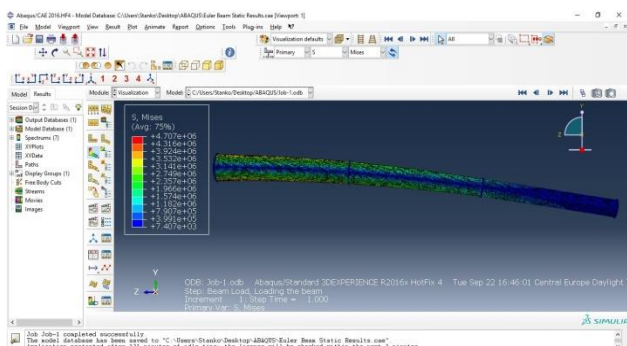 Abaqus/CAE 2016.HF4 - Model Database: C:\Users\Stanko\Desktop\ABAQUS\Euler Beam Static Results.cae [Viewport: 1]
File Model Viewport View Result Plot Animate Report Options Tools Plug-ins Help
Visualization defaults
All
Primary S Mises
1 2 3 4
Model Results Module: Visualization Model: C:/Users/Stanko/Desktop/ABAQUS/Job-1.odb
Session Data
Output Databases (1)
Model Databases (1)
Spectrums (7)
XYPlots
XYData
Paths
Display Groups (1)
Free Body Cuts
Streams
Movies
Images
S, Mises
(Avg: 75%)
+4.707e+06
+4.316e+06
+3.924e+06
+3.532e+06
+3.141e+06
+2.749e+06
+2.357e+06
+1.966e+06
+1.574e+06
+1.182e+06
+7.907e+05
+3.991e+05
+7.407e+03
Y
Z
Y
Z X
ODB: Job-1.odb Abaqus/Standard 3DEXPERIENCE R2016x HotFix 4 Tue Sep 22 16:46:01 Central Europe Daylight
Step: Beam Load, Loading the beam
Increment 1: Step Time = 1.000
Primary Var: S, Mises
SIMULIA
Job Job-1 completed successfully.
The model database has been saved to "C:\Users\Stanko\Desktop\ABAQUS\Euler Beam Static Results.cae"